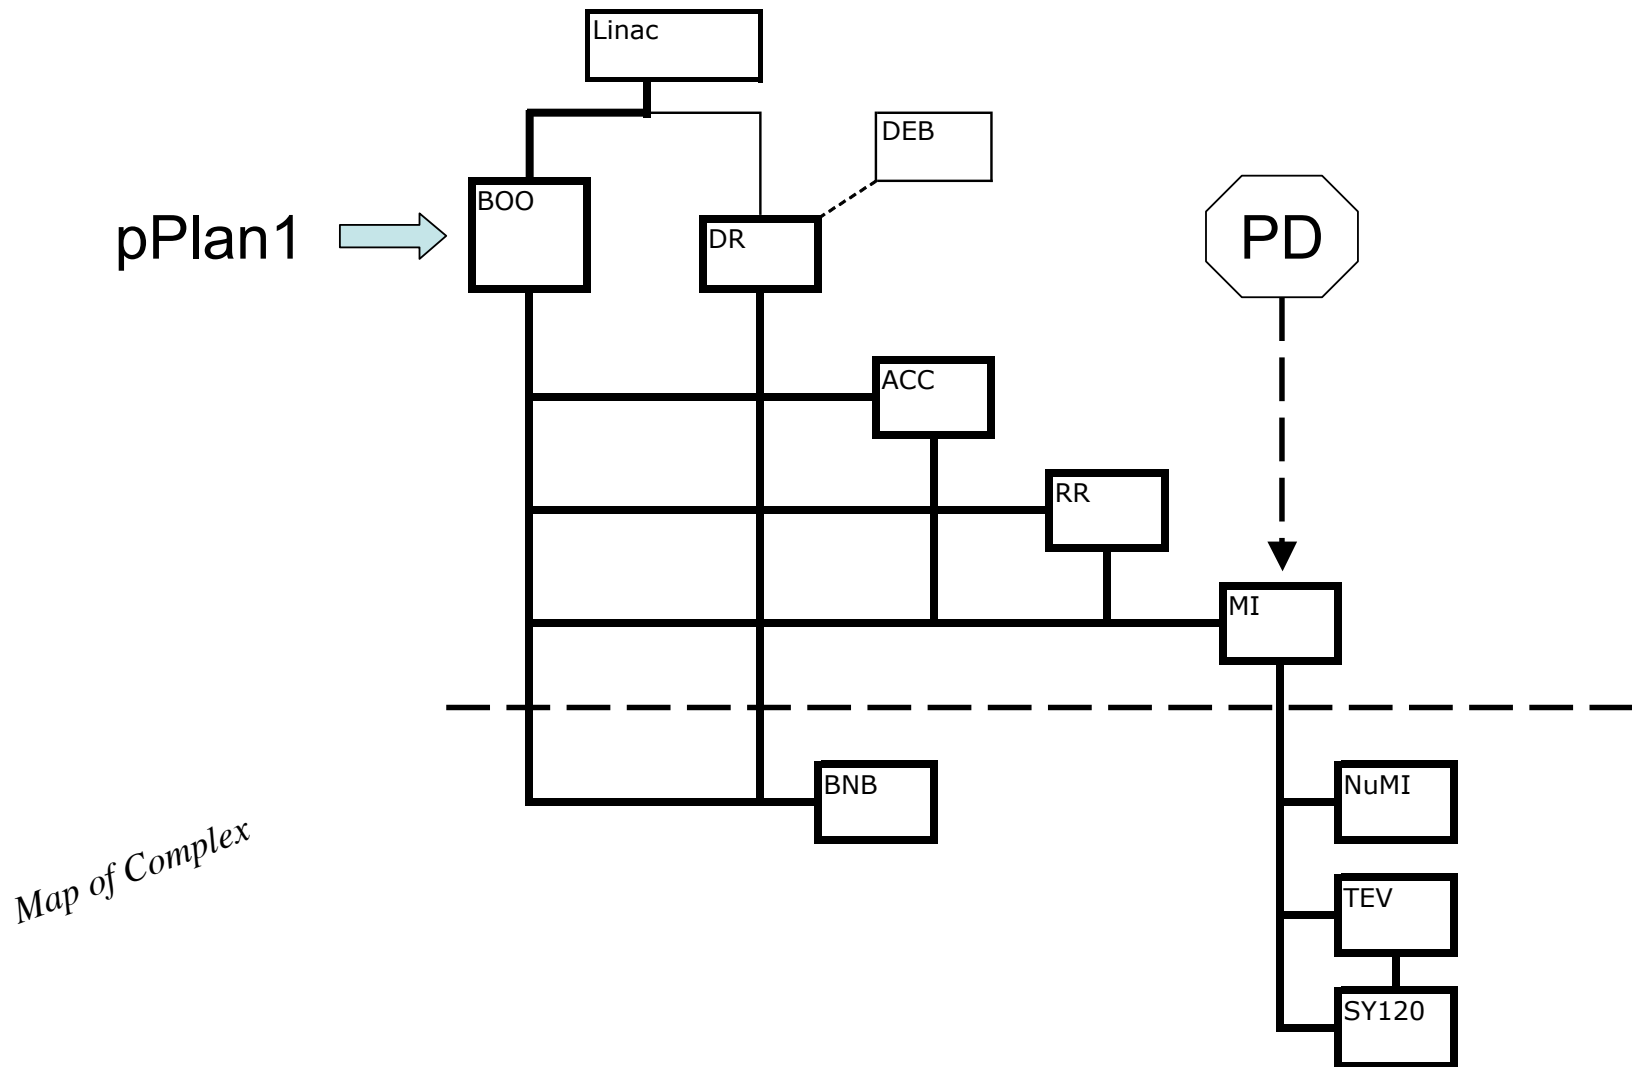 Linac
DEB
BOO
pPlan1
DR
PD
ACC
RR
MI
BNB
NuMI
Map of Complex
TEV
SY120